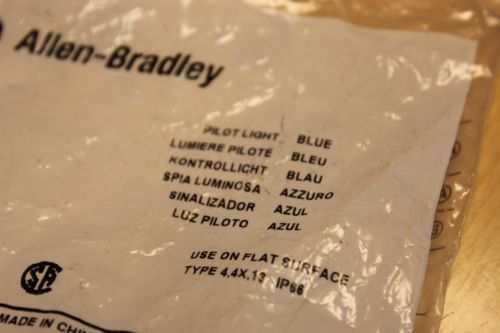 Allen-Bradley
PILOT LIGHT BLUE
LUMIERE PILOTE BLEU
KONTROLLICHT BLAU
SPIA LUMINOSA AZZURO
SINALIZADOR AZUL
LUZ PILOTO AZUL
USE ON FLAT SURFACE
TYPE 4,4X,13 IP66
MADE IN CHIN